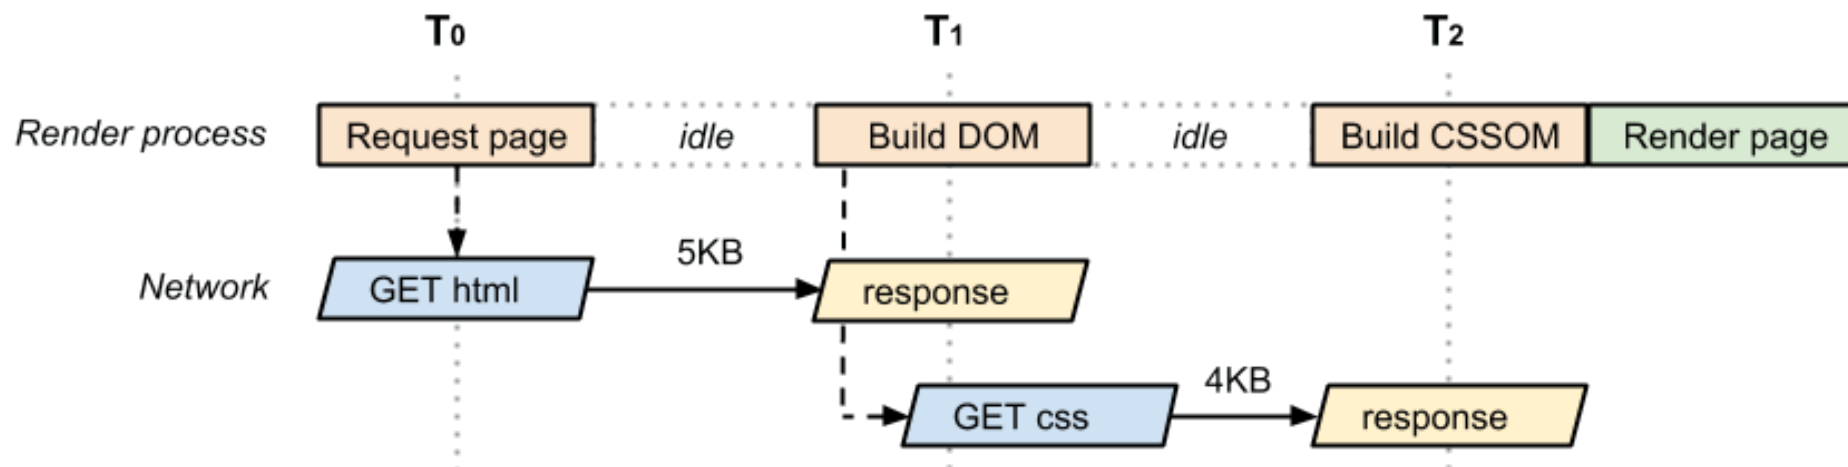 T0 T1 T2
Render process Request page idle Build DOM idle Build CSSOM Render page
5KB
Network GET html response
4KB
GET css response